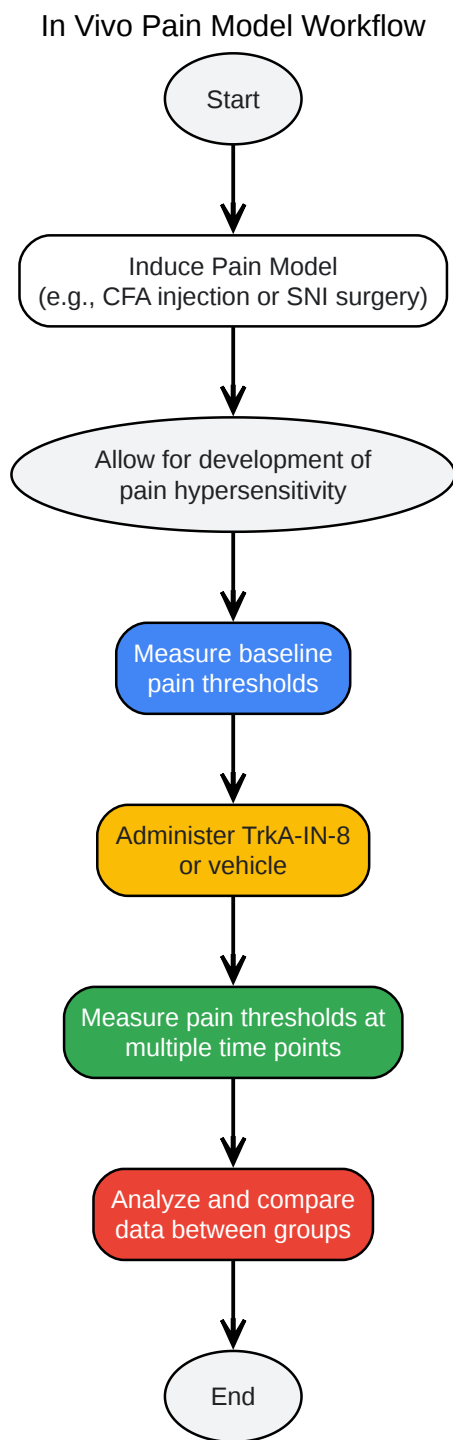 In Vivo Pain Model Workflow
Start
Induce Pain Model
(e.g., CFA injection or SNI surgery)
Allow for development of
pain hypersensitivity
Measure baseline
pain thresholds
Administer TrkA-IN-8
or vehicle
Measure pain thresholds at
multiple time points
Analyze and compare
data between groups
End